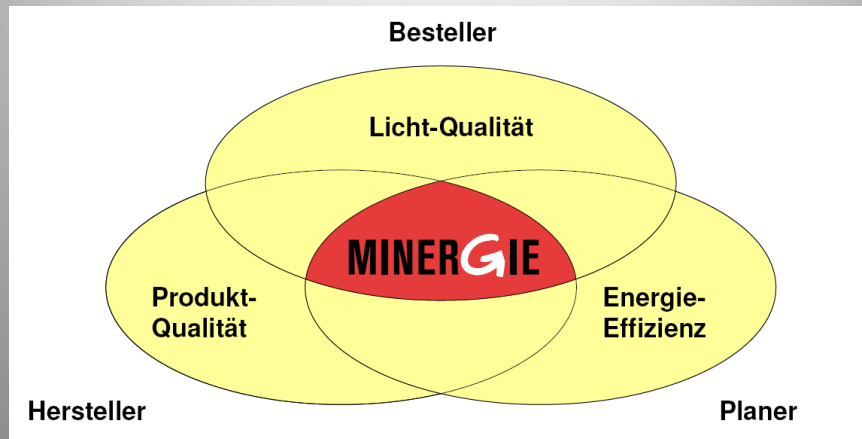 Besteller
Licht-Qualität
MINERGIE
Produkt-
Qualität
Energie-
Effizienz
Hersteller
Planer